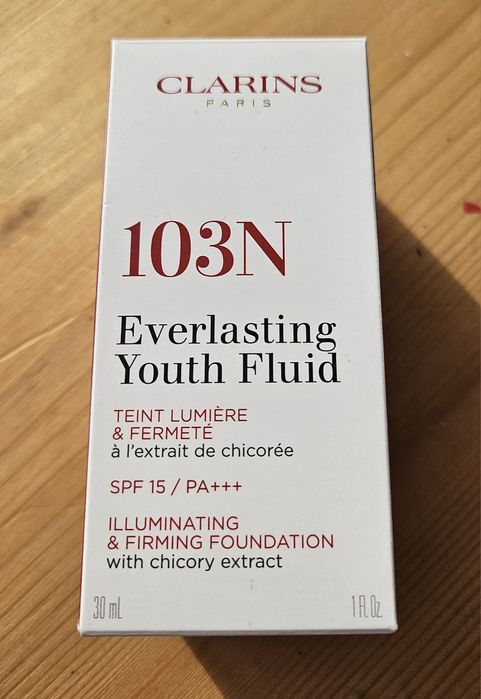 CLARINS
PARIS
103N
Everlasting
Youth Fluid
TEINT LUMIÈRE
& FERMETÉ
à l'extrait de chicorée
SPF 15 / PA+++
ILLUMINATING
& FIRMING FOUNDATION
with chicory extract
30 mL 1 Fl. Oz.